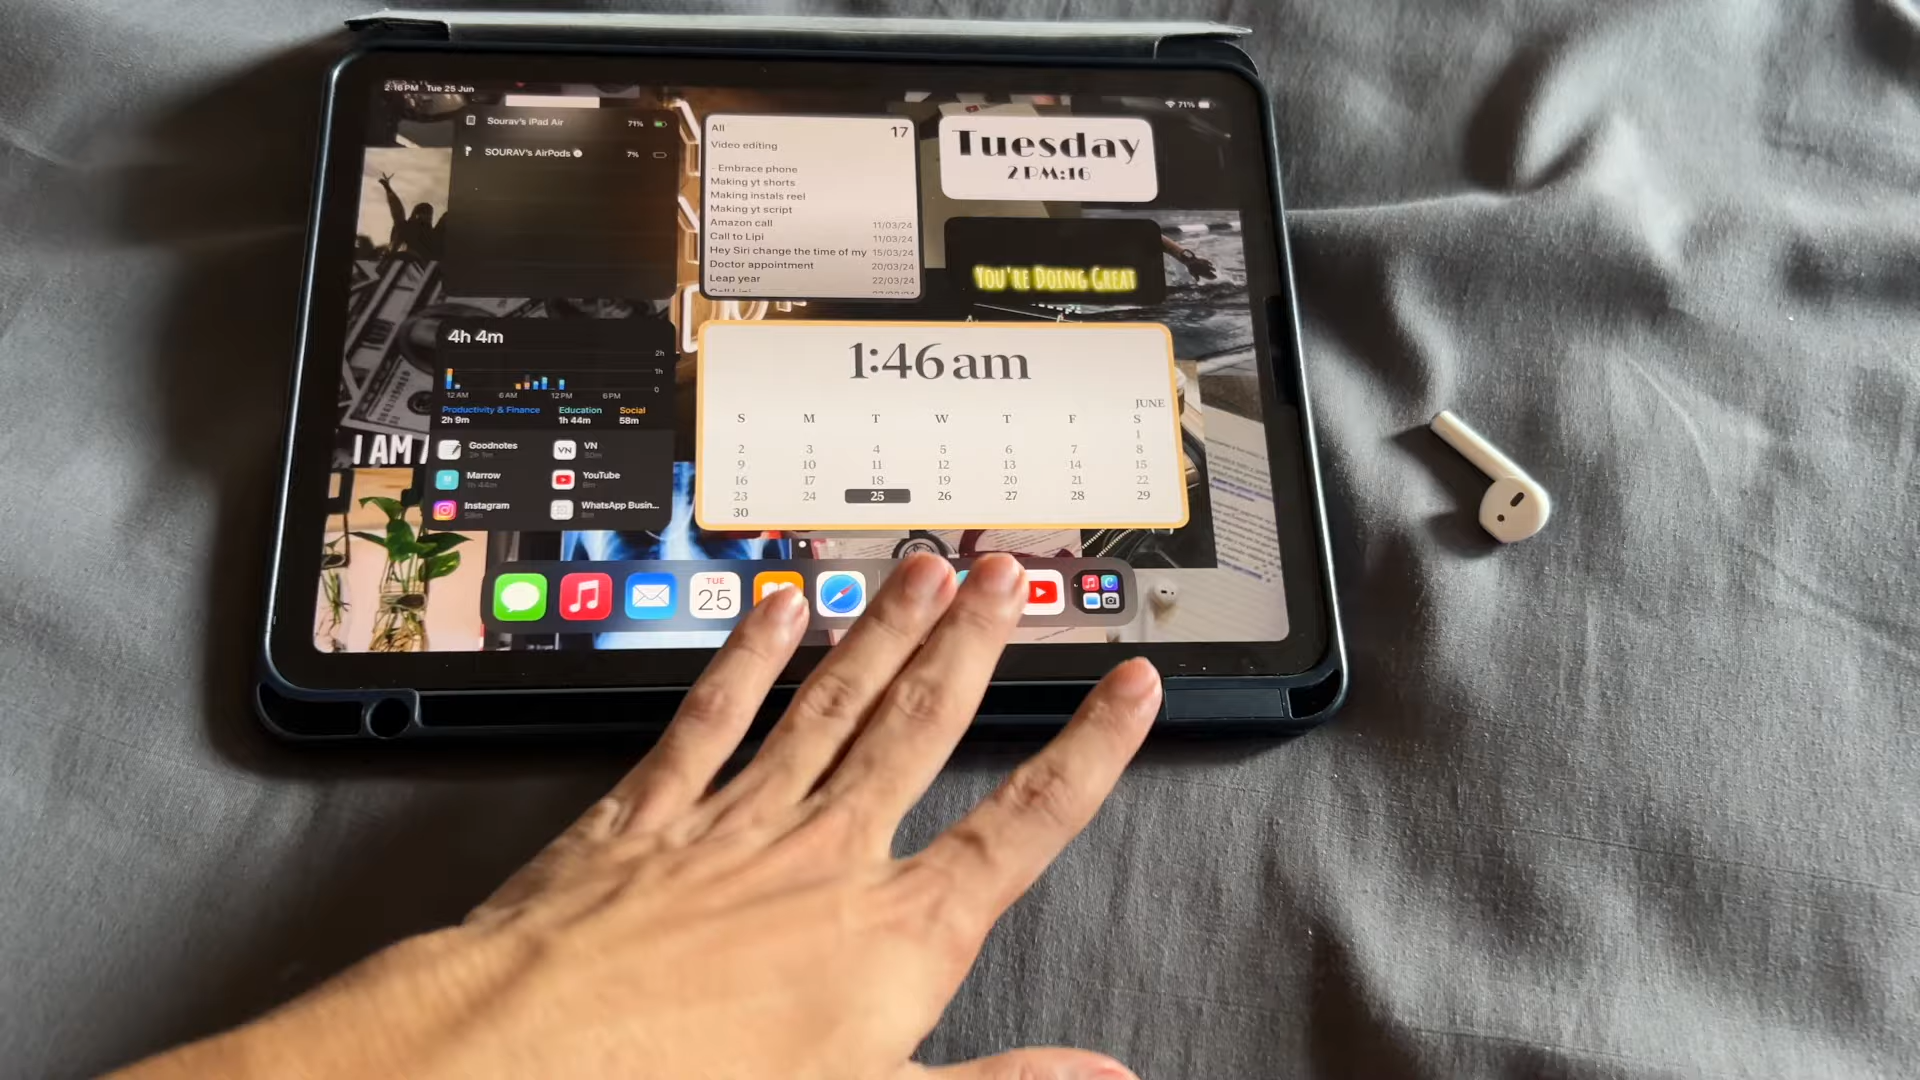 2:16 PM Tue 25 Jun
71%
Sourav's iPad Air 71%
SOURAV's AirPods 7%
All 17
Video editing
- Embrace phone
Making yt shorts
Making instals reel
Making yt script
Amazon call 11/03/24
Call to Lipi 11/03/24
Hey Siri change the time of my 15/03/24
Doctor appointment 20/03/24
Leap year 22/03/24
Tuesday
2 PM:16
You're Doing Great
4h 4m
2h
1h
0
12 AM 6 AM 12 PM 6 PM
Productivity & Finance Education Social
2h 9m 1h 44m 58m
Goodnotes VN
Marrow YouTube
1h 44m 8m
Instagram WhatsApp Busin...
58m
I AM
1:46 am
JUNE
S M T W T F S
1
2 3 4 5 6 7 8
9 10 11 12 13 14 15
16 17 18 19 20 21 22
23 24 25 26 27 28 29
30
TUE
25